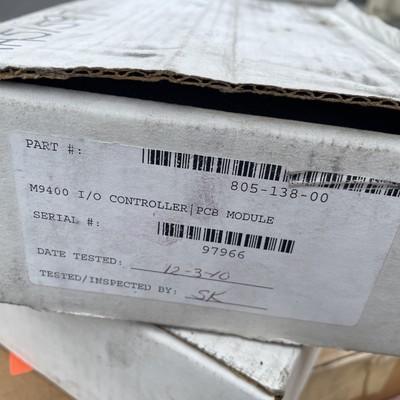 PART #:
805-138-00
M9400 I/O CONTROLLER|PCB MODULE
SERIAL #:
97966
DATE TESTED: 12-3-10
TESTED/INSPECTED BY: SK